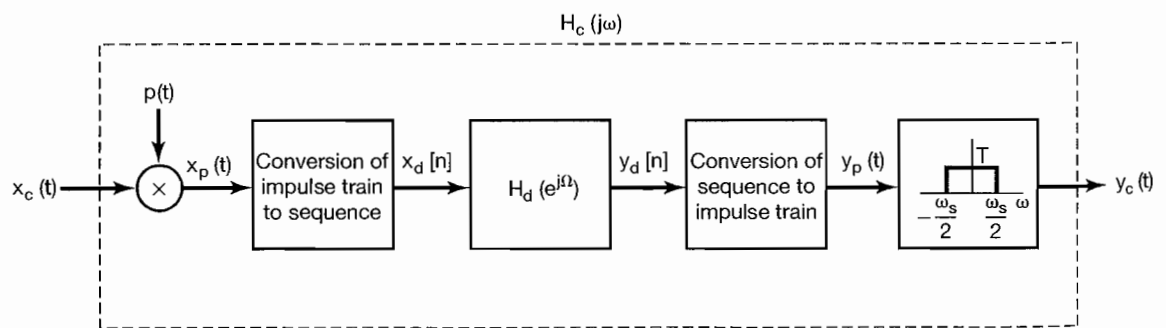 H_c (jω)
p(t)
x_c (t)
×
x_p (t)
Conversion of
impulse train
to sequence
x_d [n]
H_d (e^{jΩ})
y_d [n]
Conversion of
sequence to
impulse train
y_p (t)
T
-ω_s/2 ω_s/2 ω
y_c (t)